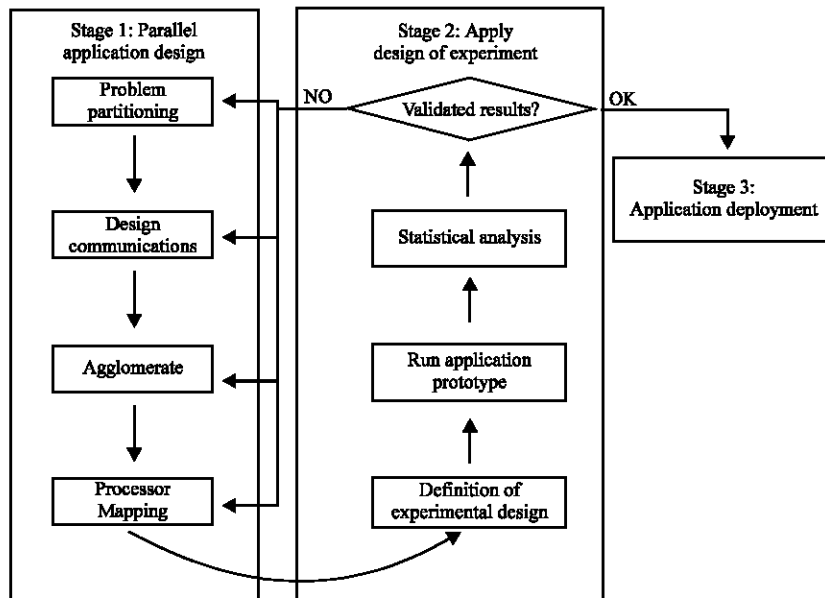 Stage 1: Parallel
application design
Problem
partitioning
Design
communications
Agglomerate
Processor
Mapping
Stage 2: Apply
design of experiment
NO
Validated results?
OK
Statistical analysis
Run application
prototype
Definition of
experimental design
Stage 3:
Application deployment